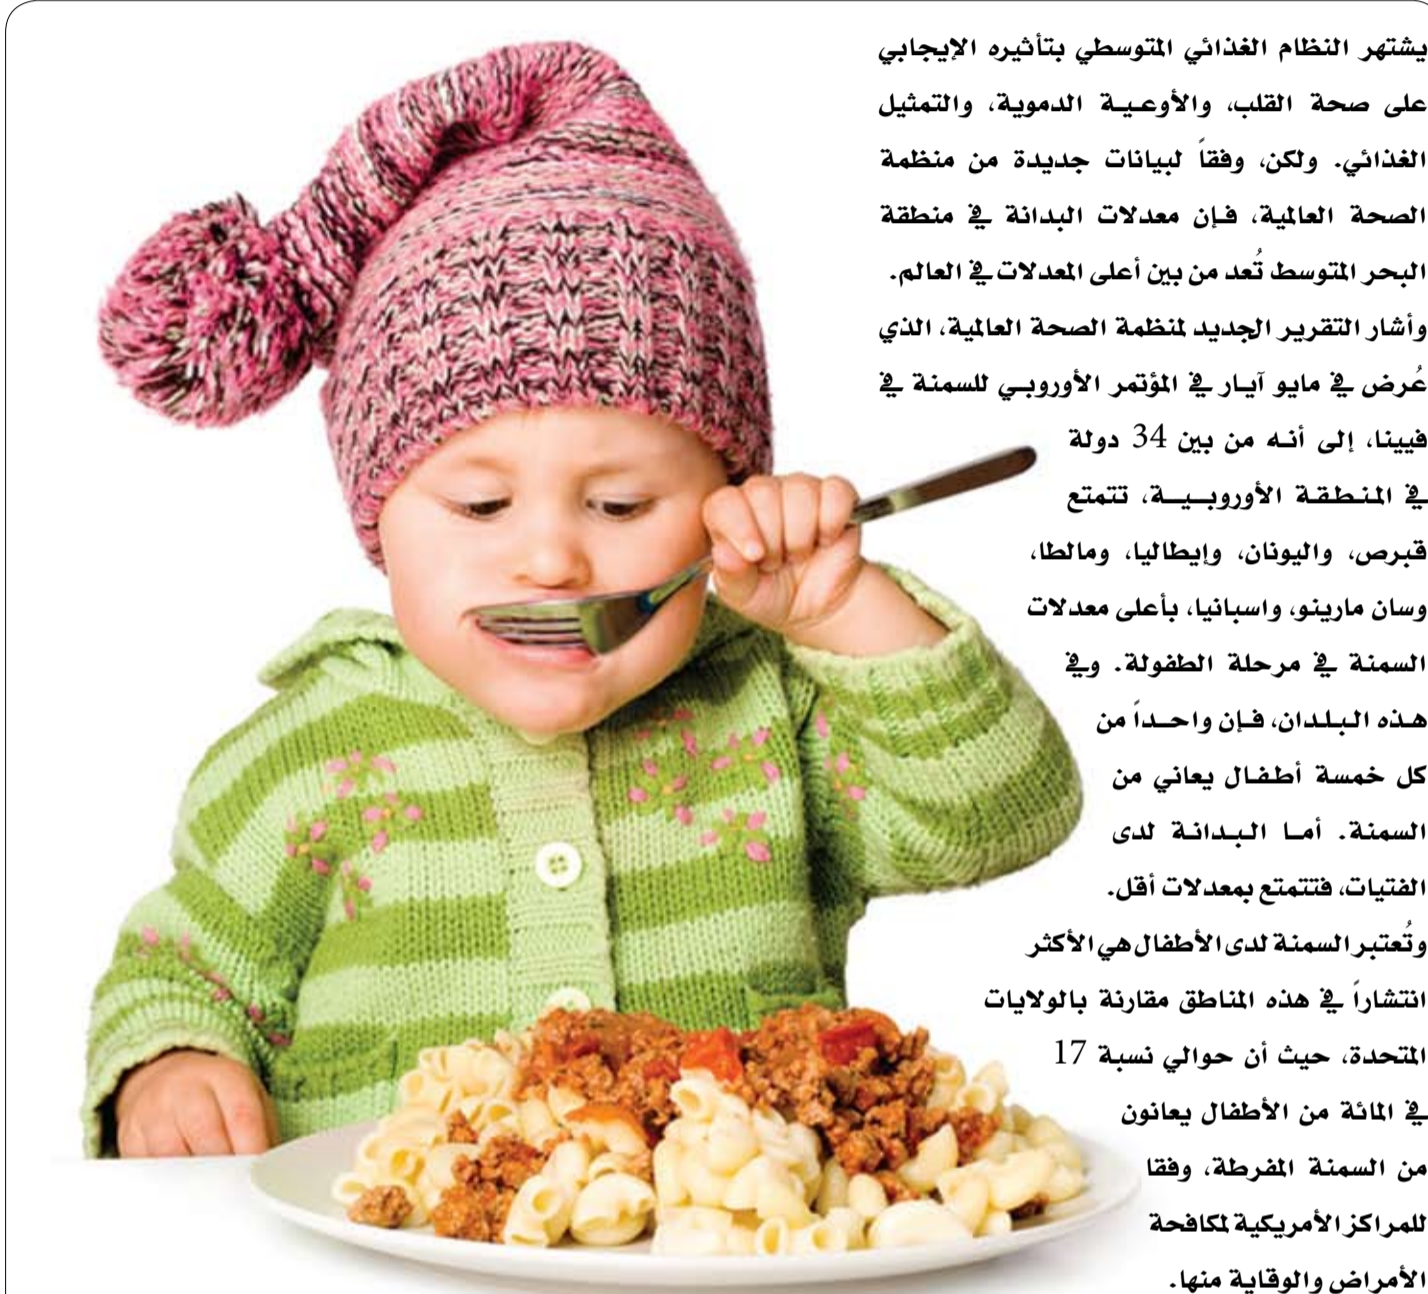 يشتهر النظام الغذائي المتوسطي بتأثيره الإيجابي
على صحة القلب، والأوعية الدموية، والتمثيل
الغذائي. ولكن، وفقاً لبيانات جديدة من منظمة
الصحة العالمية، فإن معدلات البدانة في منطقة
البحر المتوسط تُعد من بين أعلى المعدلات في العالم.
وأشار التقرير الجديد لمنظمة الصحة العالمية، الذي
عُرض في مايو آيار في المؤتمر الأوروبي للسمنة في
فيينا، إلى أنه من بين 34 دولة
في المنطقة الأوروبية، تتمتع
قبرص، واليونان، وإيطاليا، ومالطا،
وسان مارينو، واسبانيا، بأعلى معدلات
السمنة في مرحلة الطفولة. وفي
هذه البلدان، فإن واحداً من
كل خمسة أطفال يعاني من
السمنة. أما البدانة لدى
الفتيات، فتتمتع بمعدلات أقل.
وتُعتبر السمنة لدى الأطفال هي الأكثر
انتشاراً في هذه المناطق مقارنة بالولايات
المتحدة، حيث أن حوالي نسبة 17
في المائة من الأطفال يعانون
من السمنة المفرطة، وفقا
للمراكز الأمريكية لمكافحة
الأمراض والوقاية منها.